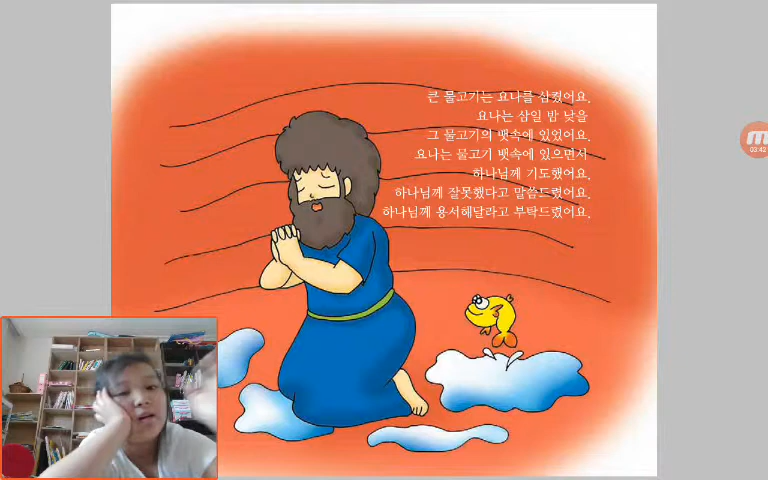 큰 물고기는 요나를 삼켰어요.
요나는 삼일 밤 낮을
그 물고기의 뱃속에 있었어요.
요나는 물고기 뱃속에 있으면서
하나님께 기도했어요.
하나님께 잘못했다고 말씀드렸어요.
하나님께 용서해달라고 부탁드렸어요.
03:42